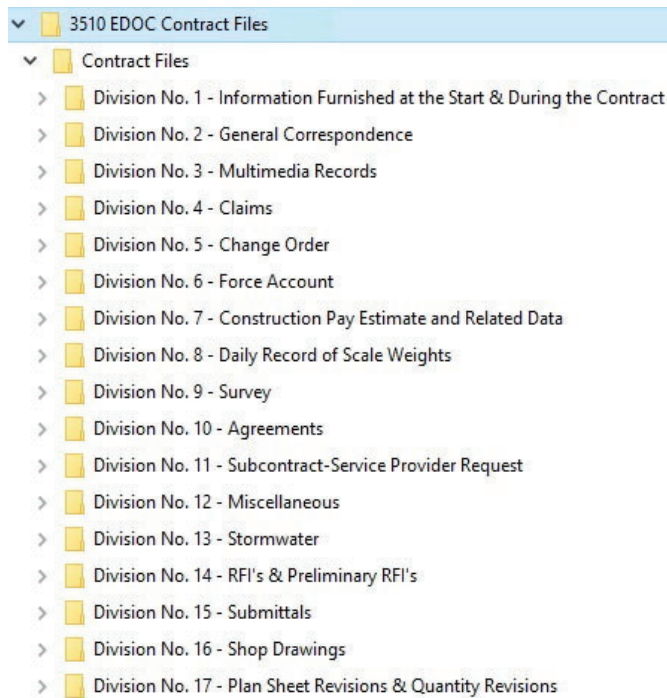 3510 EDOC Contract Files
Contract Files
Division No. 1 - Information Furnished at the Start & During the Contract
Division No. 2 - General Correspondence
Division No. 3 - Multimedia Records
Division No. 4 - Claims
Division No. 5 - Change Order
Division No. 6 - Force Account
Division No. 7 - Construction Pay Estimate and Related Data
Division No. 8 - Daily Record of Scale Weights
Division No. 9 - Survey
Division No. 10 - Agreements
Division No. 11 - Subcontract-Service Provider Request
Division No. 12 - Miscellaneous
Division No. 13 - Stormwater
Division No. 14 - RFI's & Preliminary RFI's
Division No. 15 - Submittals
Division No. 16 - Shop Drawings
Division No. 17 - Plan Sheet Revisions & Quantity Revisions